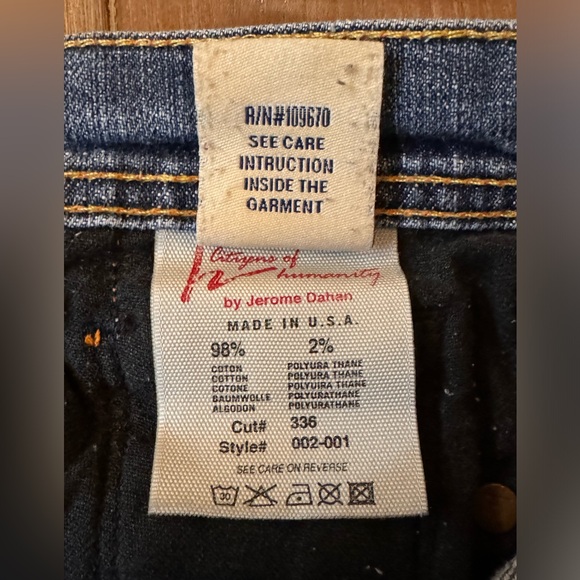 R/N#109670
SEE CARE
INTRUCTION
INSIDE THE
GARMENT
Citizens of
humanity
by Jerome Dahan
MADE IN U.S.A.
98% 2%
COTON POLYURA THANE
COTTON POLYURA THANE
COTONE POLYUIRA THANE
BAUMWOLLE POLYURATHANE
ALGODON POLYURATHANE
Cut# 336
Style# 002-001
SEE CARE ON REVERSE
30